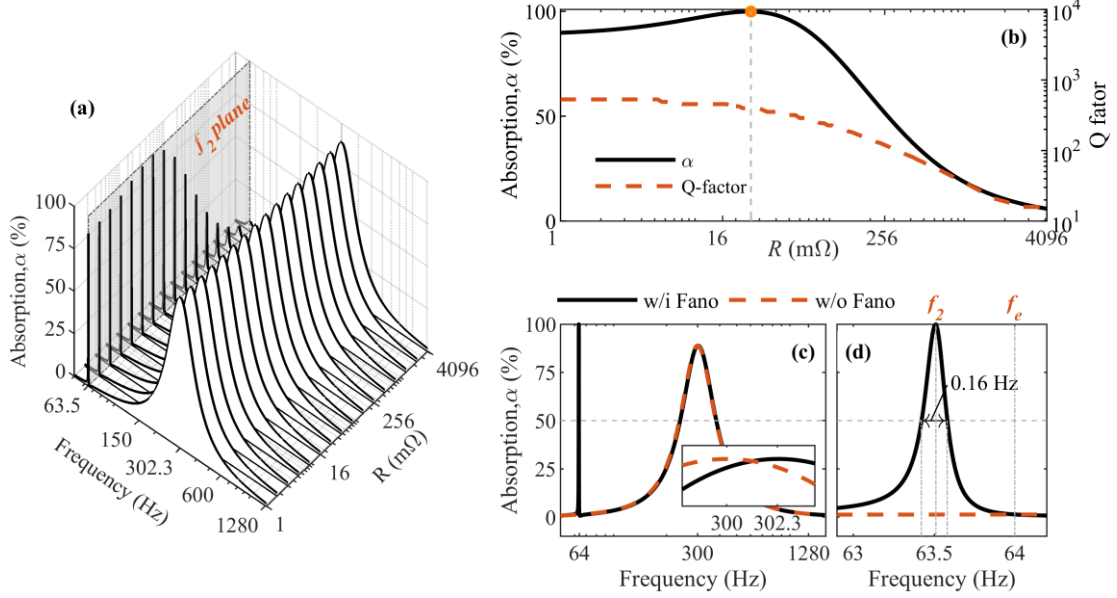 (a)
f2 plane
Absorption,α (%)
100
75
50
25
0
63.5
150
302.3
600
1280
Frequency (Hz)
1
16
256
4096
R (mΩ)
(b)
Absorption,α (%)
100
50
0
α
Q-factor
1
16
256
4096
R (mΩ)
10^4
10^3
10^2
10^1
Q fator
w/i Fano
w/o Fano
(c)
Absorption,α (%)
100
75
50
25
0
300
302.3
64
300
1280
Frequency (Hz)
f2
fe
(d)
0.16 Hz
63
63.5
64
Frequency (Hz)